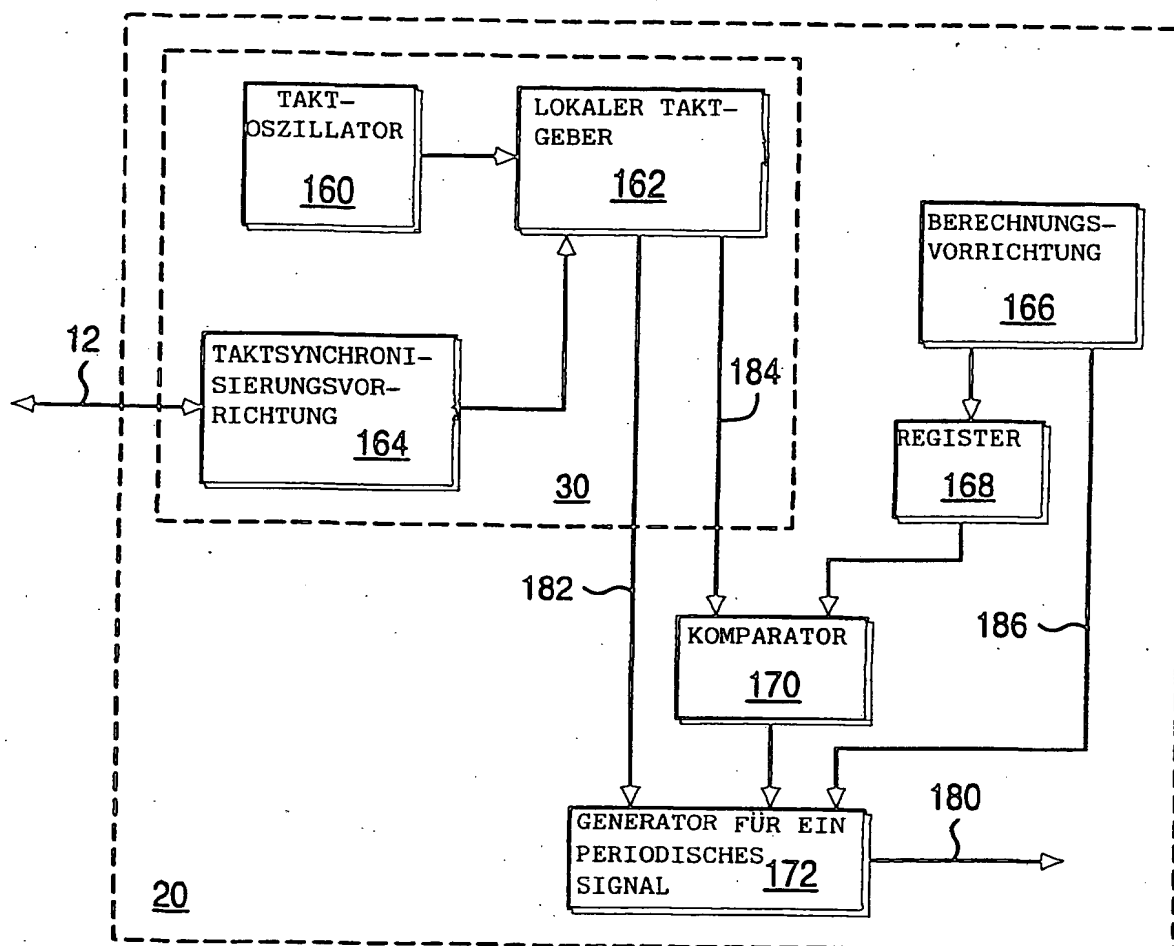 TAKT-
OSZILLATOR
160
LOKALER TAKT-
GEBER
162
BERECHNUNGS-
VORRICHTUNG
166
12
TAKTSYNCHRONI-
SIERUNGSVOR-
RICHTUNG
164
184
REGISTER
168
30
182
KOMPARATOR
170
186
GENERATOR FÜR EIN
PERIODISCHES
SIGNAL
172
180
20